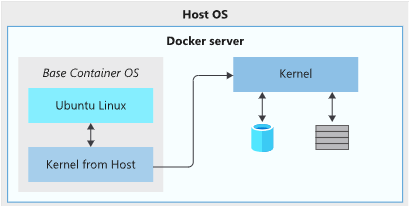 Host OS
Docker server
Base Container OS
Ubuntu Linux
Kernel from Host
Kernel